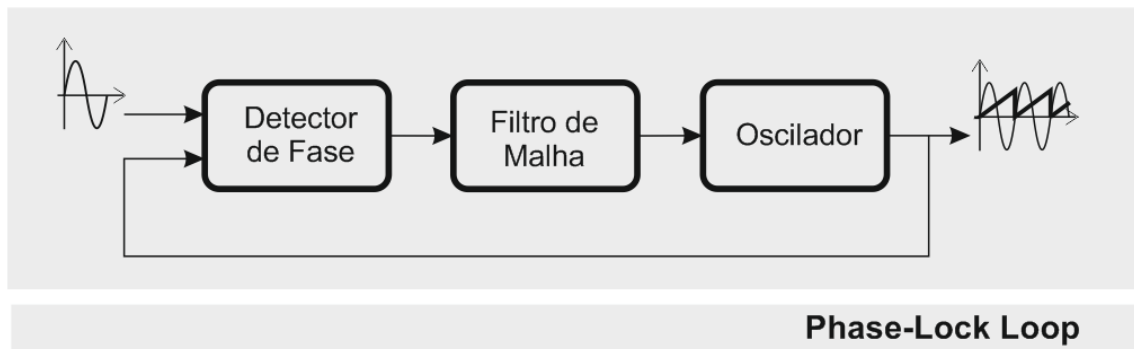 Detector
de Fase
Filtro de
Malha
Oscilador
Phase-Lock Loop